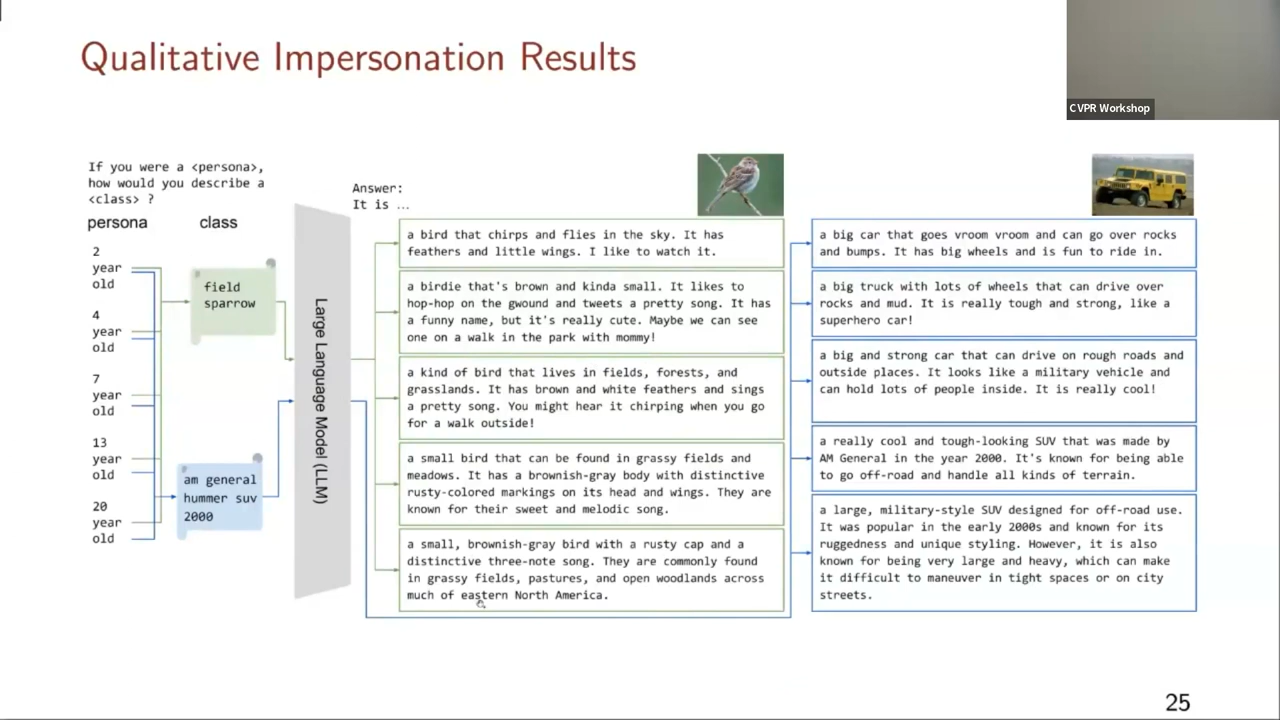 Qualitative Impersonation Results
CVPR Workshop
If you were a <persona>,
how would you describe a
<class> ?
persona
class
2
year
old
4
year
old
7
year
old
13
year
old
20
year
old
field
sparrow
am general
hummer suv
2000
Large Language Model (LLM)
Answer:
It is ...
a bird that chirps and flies in the sky. It has
feathers and little wings. I like to watch it.
a birdie that's brown and kinda small. It likes to
hop-hop on the gwound and tweets a pretty song. It has
a funny name, but it's really cute. Maybe we can see
one on a walk in the park with mommy!
a kind of bird that lives in fields, forests, and
grasslands. It has brown and white feathers and sings
a pretty song. You might hear it chirping when you go
for a walk outside!
a small bird that can be found in grassy fields and
meadows. It has a brownish-gray body with distinctive
rusty-colored markings on its head and wings. They are
known for their sweet and melodic song.
a small, brownish-gray bird with a rusty cap and a
distinctive three-note song. They are commonly found
in grassy fields, pastures, and open woodlands across
much of eastern North America.
a big car that goes vroom vroom and can go over rocks
and bumps. It has big wheels and is fun to ride in.
a big truck with lots of wheels that can drive over
rocks and mud. It is really tough and strong, like a
superhero car!
a big and strong car that can drive on rough roads and
outside places. It looks like a military vehicle and
can hold lots of people inside. It is really cool!
a really cool and tough-looking SUV that was made by
AM General in the year 2000. It's known for being able
to go off-road and handle all kinds of terrain.
a large, military-style SUV designed for off-road use.
It was popular in the early 2000s and known for its
ruggedness and unique styling. However, it is also
known for being very large and heavy, which can make
it difficult to maneuver in tight spaces or on city
streets.
25